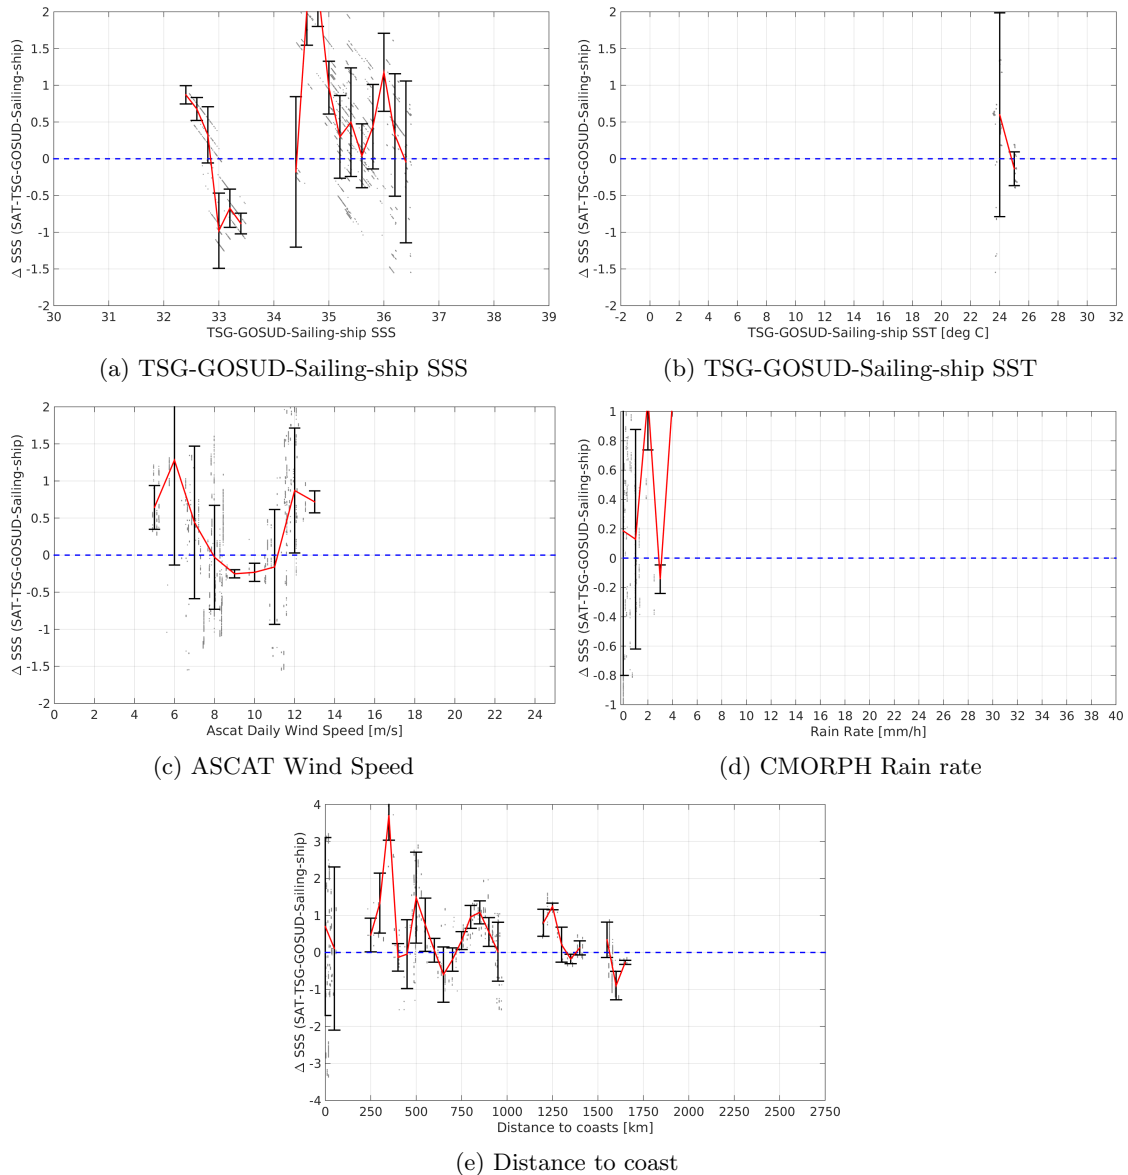 2
1.5
1
0.5
0
-0.5
-1
-1.5
-2
Δ SSS (SAT-TSG-GOSUD-Sailing-ship)
30 31 32 33 34 35 36 37 38 39
TSG-GOSUD-Sailing-ship SSS
(a) TSG-GOSUD-Sailing-ship SSS
2
1.5
1
0.5
0
-0.5
-1
-1.5
-2
Δ SSS (SAT-TSG-GOSUD-Sailing-ship)
-2 0 2 4 6 8 10 12 14 16 18 20 22 24 26 28 30 32
TSG-GOSUD-Sailing-ship SST [deg C]
(b) TSG-GOSUD-Sailing-ship SST
2
1.5
1
0.5
0
-0.5
-1
-1.5
-2
Δ SSS (SAT-TSG-GOSUD-Sailing-ship)
0 2 4 6 8 10 12 14 16 18 20 22 24
Ascat Daily Wind Speed [m/s]
(c) ASCAT Wind Speed
1
0.8
0.6
0.4
0.2
0
-0.2
-0.4
-0.6
-0.8
-1
Δ SSS (SAT-TSG-GOSUD-Sailing-ship)
0 2 4 6 8 10 12 14 16 18 20 22 24 26 28 30 32 34 36 38 40
Rain Rate [mm/h]
(d) CMORPH Rain rate
4
3
2
1
0
-1
-2
-3
-4
Δ SSS (SAT-TSG-GOSUD-Sailing-ship)
0 250 500 750 1000 1250 1500 1750 2000 2250 2500 2750
Distance to coasts [km]
(e) Distance to coast